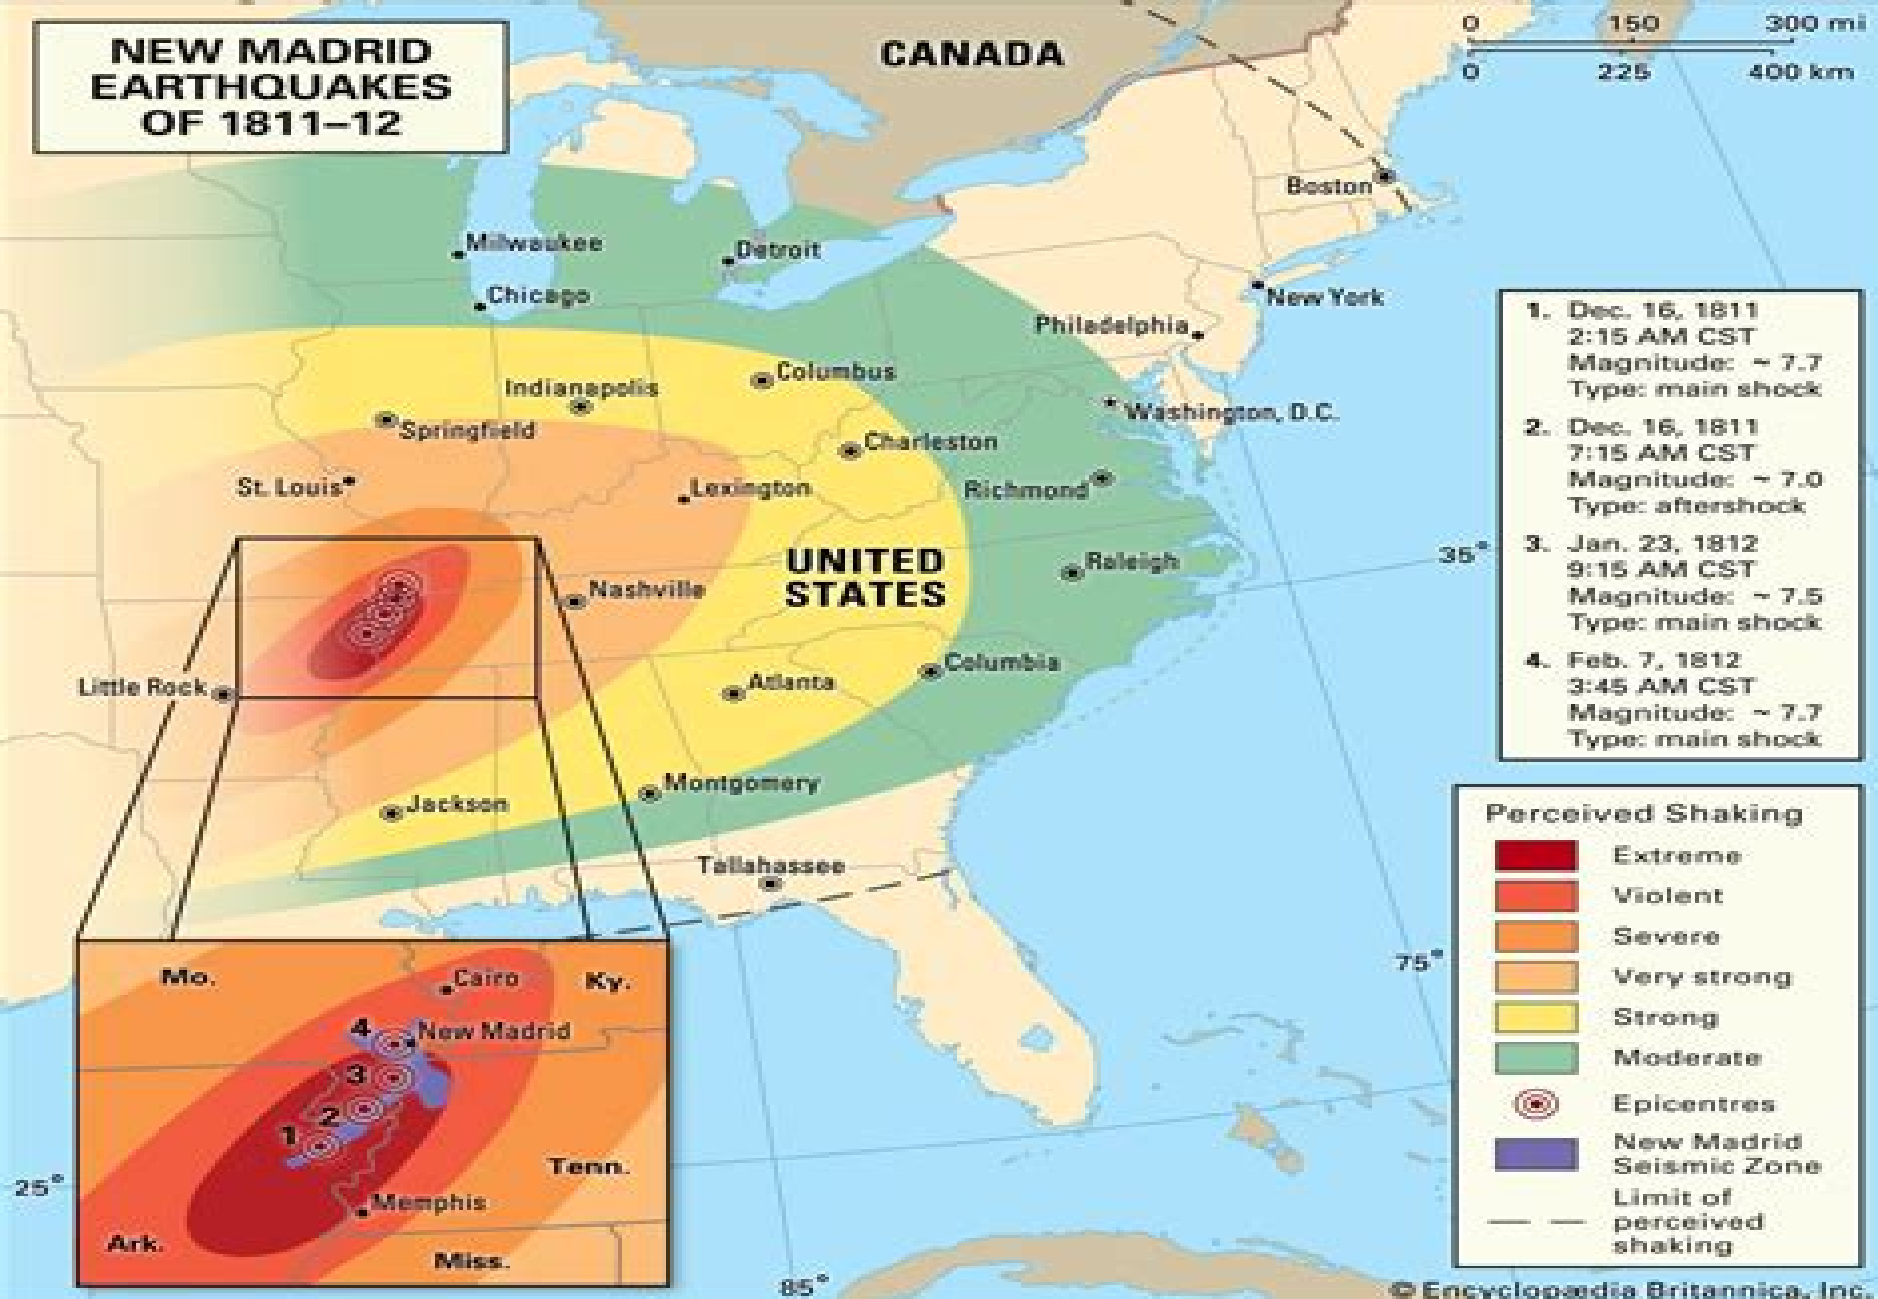 NEW MADRID
EARTHQUAKES
OF 1811–12
CANADA
0 150 300 mi
0 225 400 km
Boston
Milwaukee
Detroit
Chicago
New York
Philadelphia
Columbus
Indianapolis
Washington, D.C.
Springfield
Charleston
St. Louis
Lexington
Richmond
UNITED
STATES
Raleigh
Nashville
35°
Columbia
Atlanta
Little Rock
Montgomery
Jackson
Tallahassee
75°
25°
85°
Mo.
Cairo
Ky.
4
New Madrid
3
2
1
Tenn.
Memphis
Ark.
Miss.
1. Dec. 16, 1811
2:15 AM CST
Magnitude: ~ 7.7
Type: main shock
2. Dec. 16, 1811
7:15 AM CST
Magnitude: ~ 7.0
Type: aftershock
3. Jan. 23, 1812
9:15 AM CST
Magnitude: ~ 7.5
Type: main shock
4. Feb. 7, 1812
3:45 AM CST
Magnitude: ~ 7.7
Type: main shock
Perceived Shaking
Extreme
Violent
Severe
Very strong
Strong
Moderate
Epicentres
New Madrid
Seismic Zone
Limit of
perceived
shaking
© Encyclopædia Britannica, Inc.